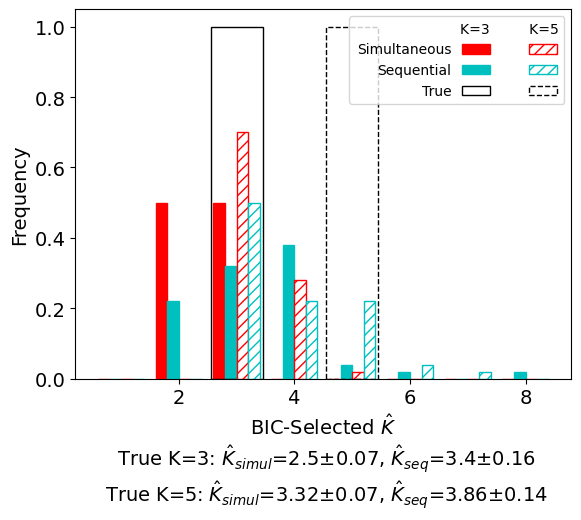 K=3 K=5
Simultaneous
Sequential
True
1.0
0.8
0.6
0.4
0.2
0.0
Frequency
2 4 6 8
BIC-Selected K̂
True K=3: K̂_simul=2.5±0.07, K̂_seq=3.4±0.16
True K=5: K̂_simul=3.32±0.07, K̂_seq=3.86±0.14